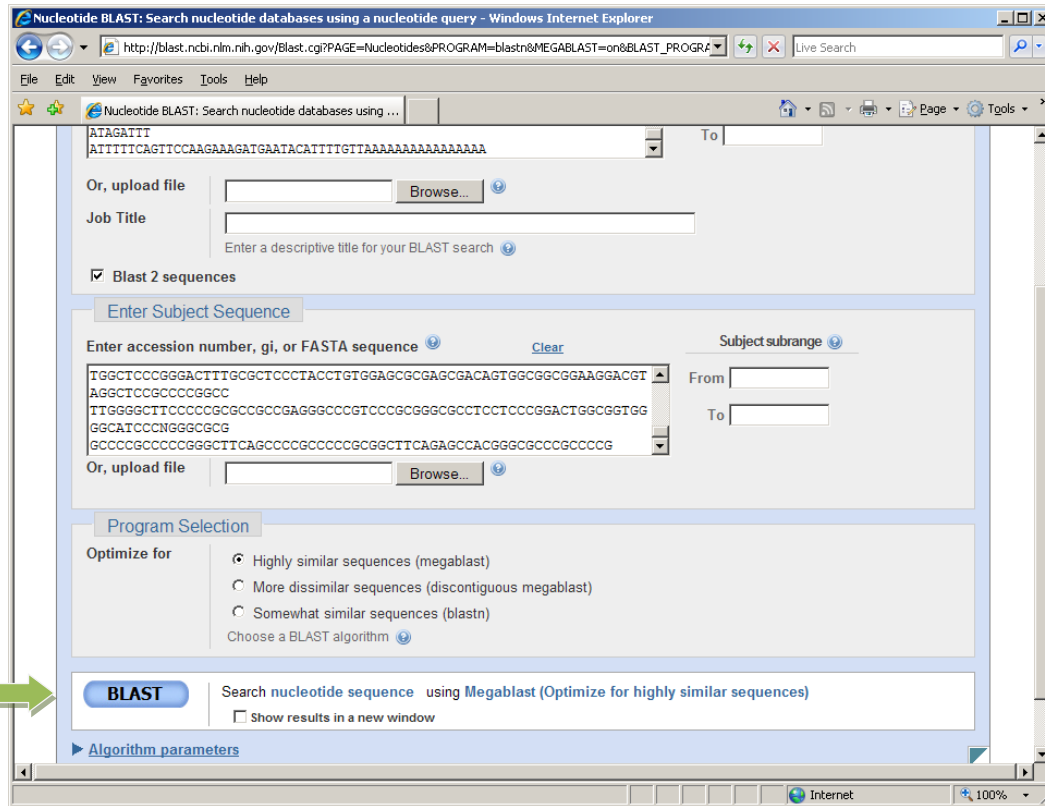 Nucleotide BLAST: Search nucleotide databases using a nucleotide query - Windows Internet Explorer
http://blast.ncbi.nlm.nih.gov/Blast.cgi?PAGE=Nucleotides&PROGRAM=blastn&MEGABLAST=on&BLAST_PROGRA
Live Search
File Edit View Favorites Tools Help
Nucleotide BLAST: Search nucleotide databases using ...
Page Tools
ATAGATTT
ATTTTTCAGTTCCAAGAAAGATGAATACATTTTGTTAAAAAAAAAAAAAAAAA
To
Or, upload file Browse...
Job Title
Enter a descriptive title for your BLAST search
Blast 2 sequences
Enter Subject Sequence
Enter accession number, gi, or FASTA sequence Clear Subject subrange
TGGCTCCCGGGACTTTGCGCTCCCTACCTGTGGAGCGCGAGCGACAGTGGCGGCGGAAGGACGT
AGGCTCCGCCCCGGCC
TTGGGGCTTCCCCCGCGCCGCCGAGGGCCCGTCCCGCGGGCGCCTCCTCCCGGACTGGCGGTGG
GGCATCCCNGGGCGCG
GCCCCGCCCCCGGGCTTCAGCCCCGCCCCCGCGGCTTCAGAGCCACGGGCGCCCGCCCCG
From
To
Or, upload file Browse...
Program Selection
Optimize for
Highly similar sequences (megablast)
More dissimilar sequences (discontiguous megablast)
Somewhat similar sequences (blastn)
Choose a BLAST algorithm
BLAST Search nucleotide sequence using Megablast (Optimize for highly similar sequences)
Show results in a new window
Algorithm parameters
Internet 100%